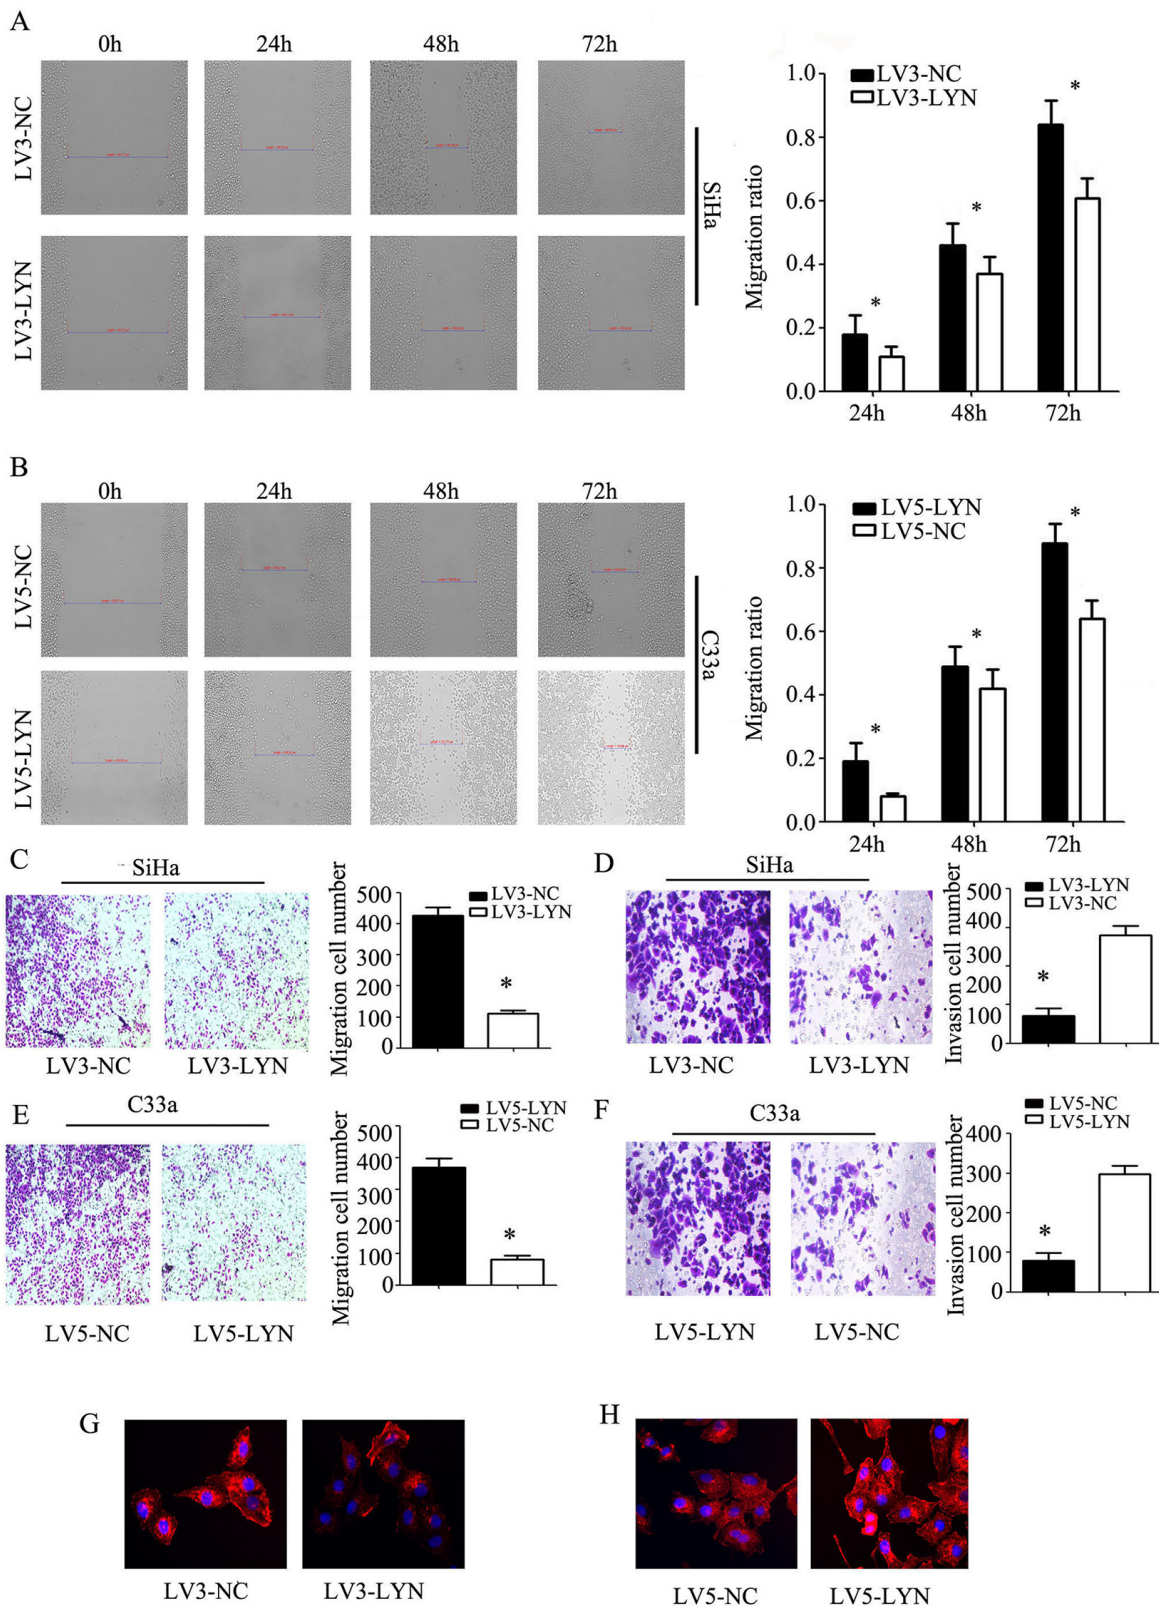 A
0h 24h 48h 72h
LV3-NC
LV3-LYN
SiHa
Migration ratio
1.0
0.8
0.6
0.4
0.2
0.0
LV3-NC
LV3-LYN
*
*
*
24h 48h 72h
B
0h 24h 48h 72h
LV5-NC
LV5-LYN
C33a
Migration ratio
1.0
0.8
0.6
0.4
0.2
0.0
LV5-LYN
LV5-NC
*
*
*
24h 48h 72h
C
SiHa
LV3-NC LV3-LYN
Migration cell number
500
400
300
200
100
0
LV3-NC
LV3-LYN
*
D
SiHa
LV3-NC LV3-LYN
Invasion cell number
500
400
300
200
100
0
LV3-LYN
LV3-NC
*
E
C33a
LV5-NC LV5-LYN
Migration cell number
500
400
300
200
100
0
LV5-LYN
LV5-NC
*
F
C33a
LV5-LYN LV5-NC
Invasion cell number
400
300
200
100
0
LV5-NC
LV5-LYN
*
G
LV3-NC LV3-LYN
H
LV5-NC LV5-LYN